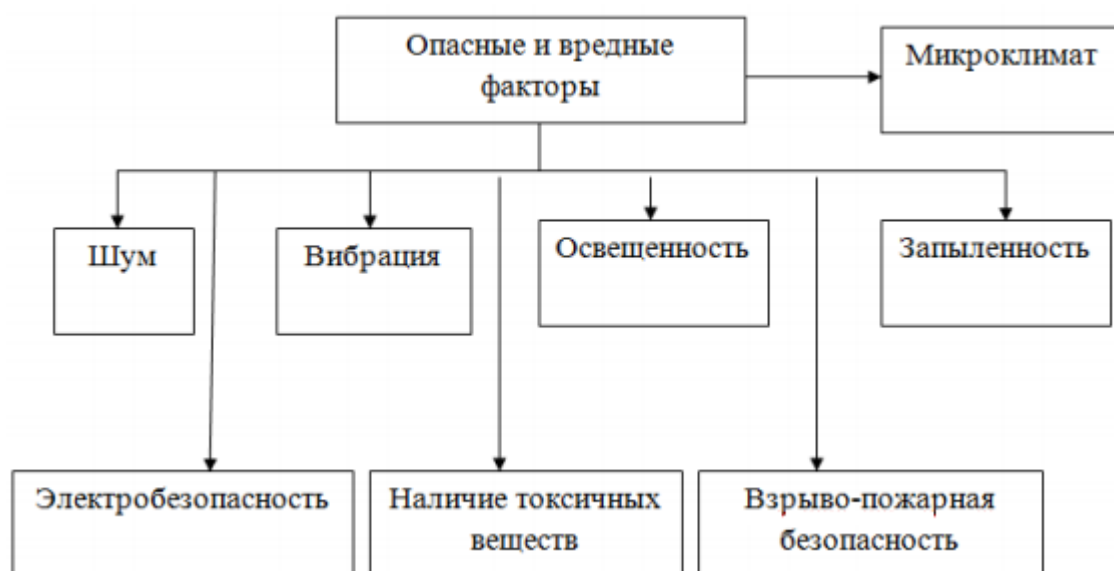 Опасные и вредные
факторы
Микроклимат
Шум
Вибрация
Освещенность
Запыленность
Электробезопасность
Наличие токсичных
веществ
Взрыво-пожарная
безопасность